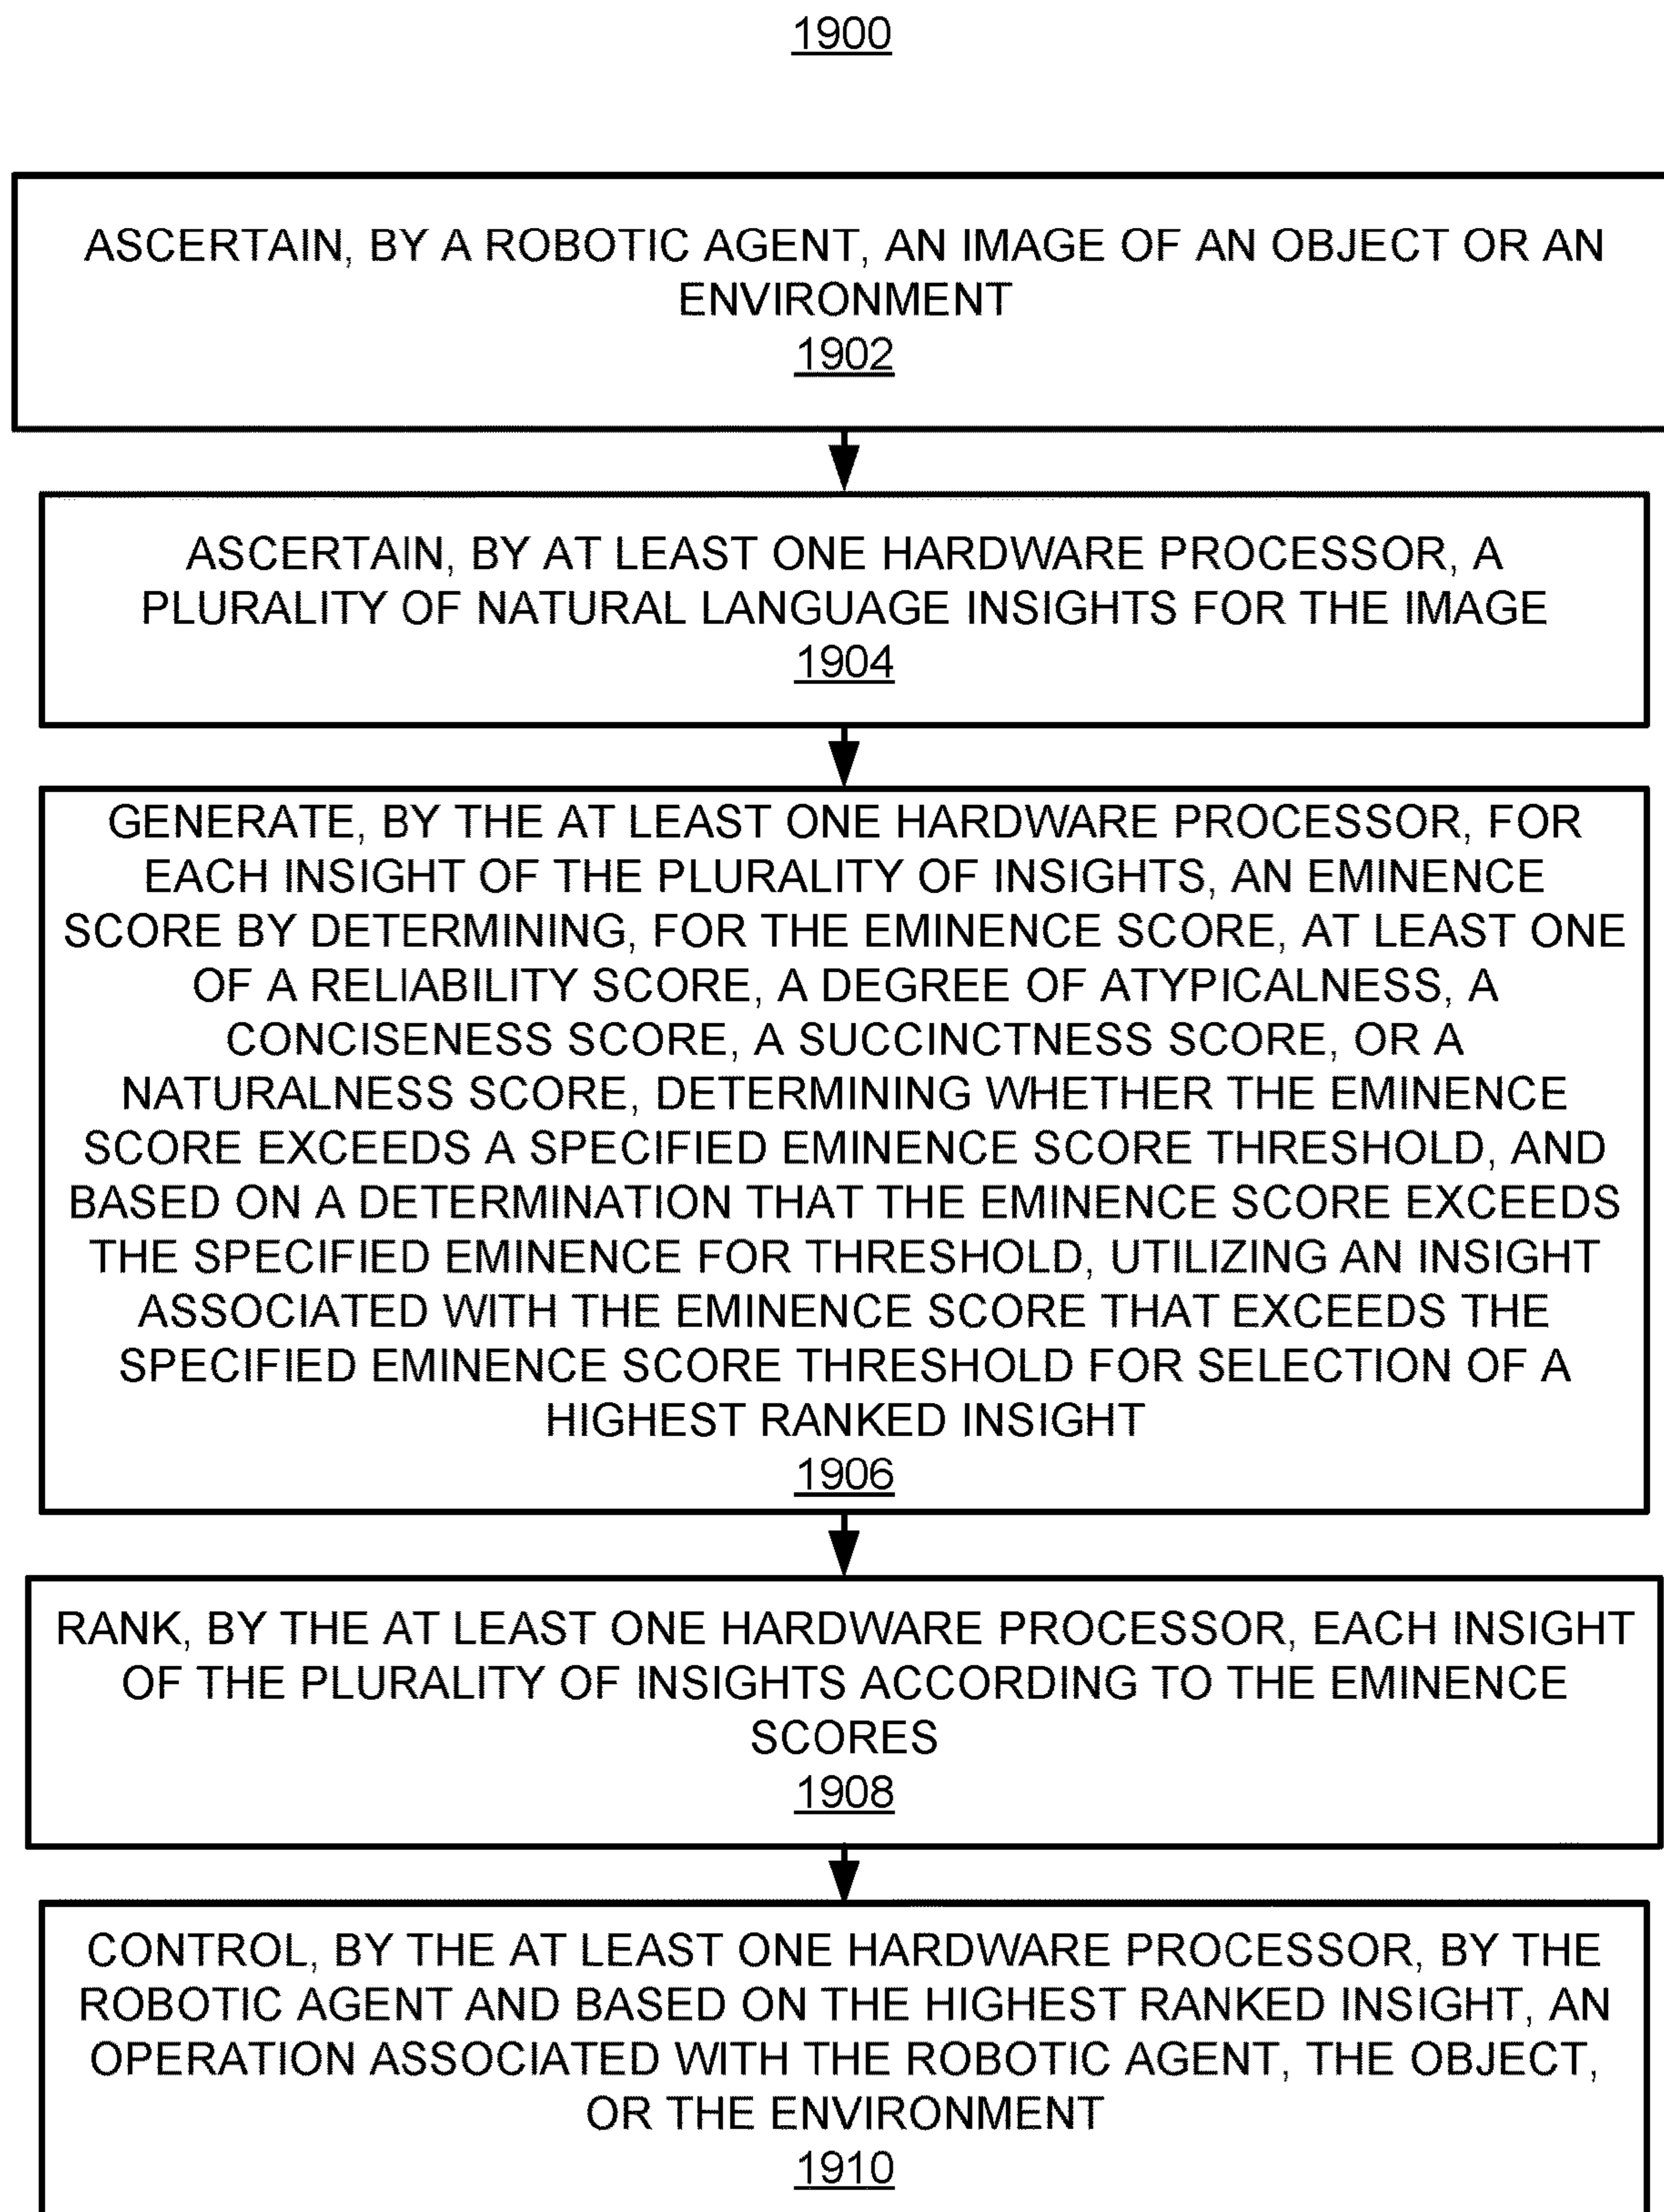 1900
ASCERTAIN, BY A ROBOTIC AGENT, AN IMAGE OF AN OBJECT OR AN
ENVIRONMENT
1902
ASCERTAIN, BY AT LEAST ONE HARDWARE PROCESSOR, A
PLURALITY OF NATURAL LANGUAGE INSIGHTS FOR THE IMAGE
1904
GENERATE, BY THE AT LEAST ONE HARDWARE PROCESSOR, FOR
EACH INSIGHT OF THE PLURALITY OF INSIGHTS, AN EMINENCE
SCORE BY DETERMINING, FOR THE EMINENCE SCORE, AT LEAST ONE
OF A RELIABILITY SCORE, A DEGREE OF ATYPICALNESS, A
CONCISENESS SCORE, A SUCCINCTNESS SCORE, OR A
NATURALNESS SCORE, DETERMINING WHETHER THE EMINENCE
SCORE EXCEEDS A SPECIFIED EMINENCE SCORE THRESHOLD, AND
BASED ON A DETERMINATION THAT THE EMINENCE SCORE EXCEEDS
THE SPECIFIED EMINENCE FOR THRESHOLD, UTILIZING AN INSIGHT
ASSOCIATED WITH THE EMINENCE SCORE THAT EXCEEDS THE
SPECIFIED EMINENCE SCORE THRESHOLD FOR SELECTION OF A
HIGHEST RANKED INSIGHT
1906
RANK, BY THE AT LEAST ONE HARDWARE PROCESSOR, EACH INSIGHT
OF THE PLURALITY OF INSIGHTS ACCORDING TO THE EMINENCE
SCORES
1908
CONTROL, BY THE AT LEAST ONE HARDWARE PROCESSOR, BY THE
ROBOTIC AGENT AND BASED ON THE HIGHEST RANKED INSIGHT, AN
OPERATION ASSOCIATED WITH THE ROBOTIC AGENT, THE OBJECT,
OR THE ENVIRONMENT
1910